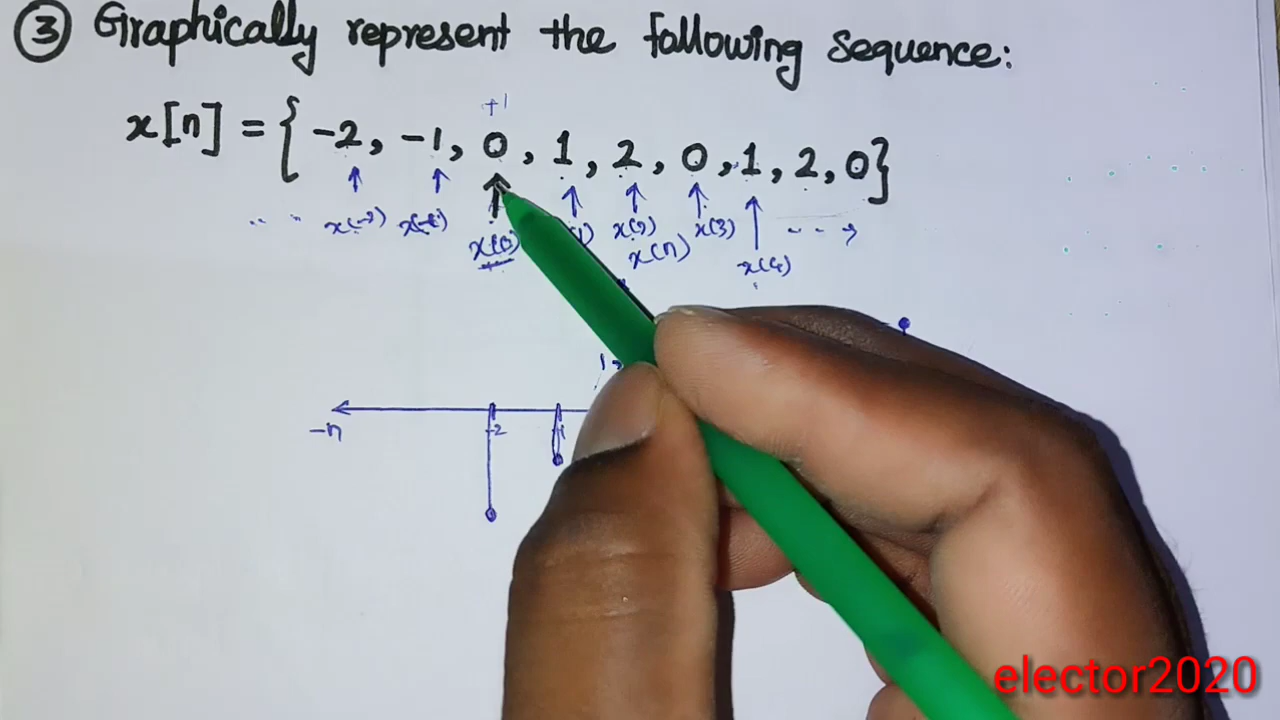 ③ Graphically represent the following sequence:
+1
x[n] = { -2, -1, 0, 1, 2, 0, 1, 2, 0}
x(-2) x(-1) x(0) x(2) x(3)
x(n) x(4)
-n -2
elector2020